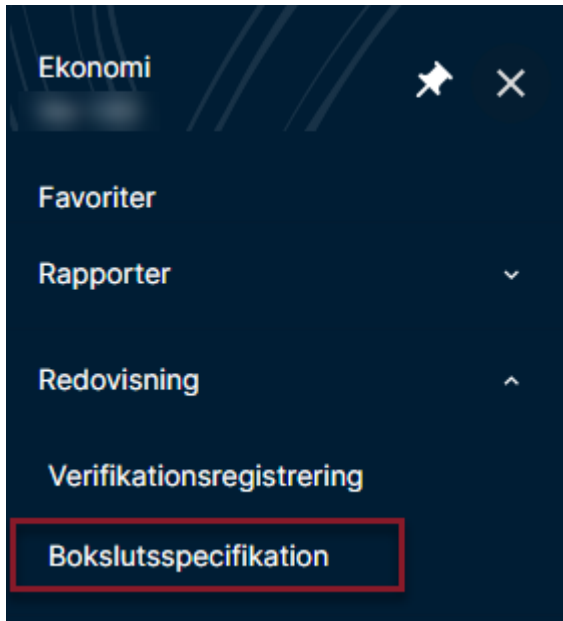 Ekonomi
Favoriter
Rapporter
Redovisning
Verifikationsregistrering
Bokslutsspecifikation